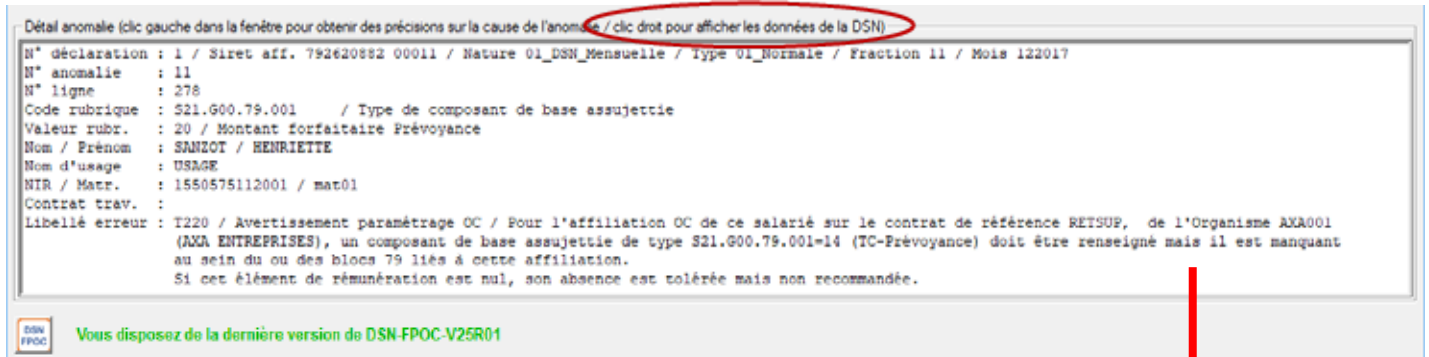 Détail anomalie (clic gauche dans la fenêtre pour obtenir des précisions sur la cause de l'anomalie / clic droit pour afficher les données de la DSN)
N° déclaration : 1 / Siret aff. 792620882 00011 / Nature 01_DSN_Mensuelle / Type 01_Normale / Fraction 11 / Mois 122017
N° anomalie : 11
N° ligne : 278
Code rubrique : S21.G00.79.001 / Type de composant de base assujettie
Valeur rubr. : 20 / Montant forfaitaire Prévoyance
Nom / Prénom : SANZOT / HENRIETTE
Nom d'usage : USAGE
NIR / Matr. : 1550575112001 / mat01
Contrat trav. :
Libellé erreur : T220 / Avertissement paramétrage OC / Pour l'affiliation OC de ce salarié sur le contrat de référence RETSUP, de l'Organisme AXA001
(AXA ENTREPRISES), un composant de base assujettie de type S21.G00.79.001=14 (TC-Prévoyance) doit être renseigné mais il est manquant
au sein du ou des blocs 79 liés á cette affiliation.
Si cet élément de rémunération est nul, son absence est tolérée mais non recommandée.
DSN
FPOC
Vous disposez de la dernière version de DSN-FPOC-V25R01